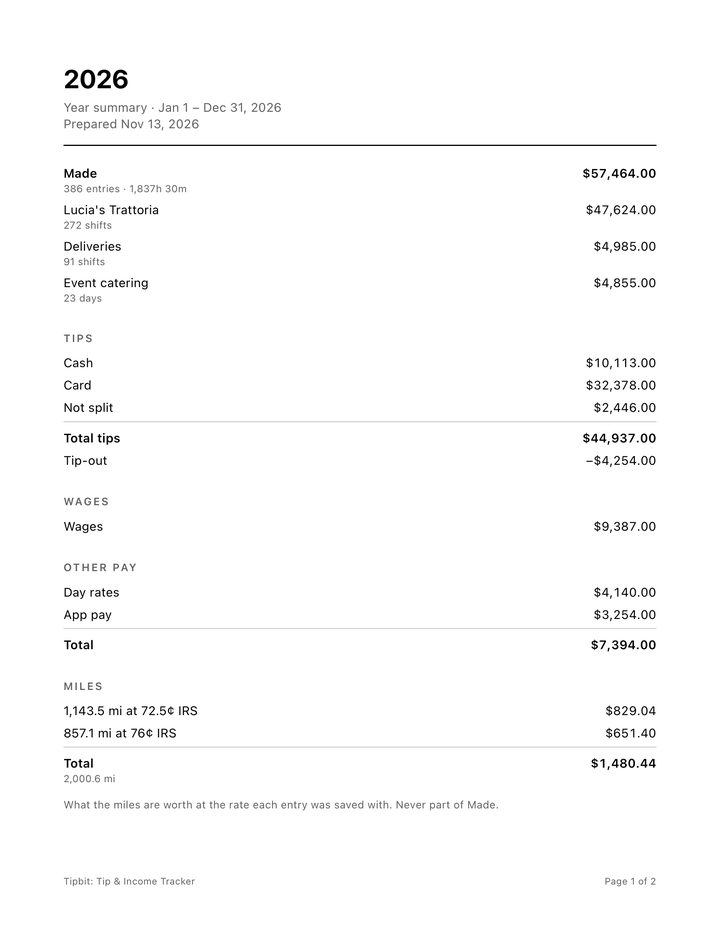 2026
Year summary · Jan 1 – Dec 31, 2026
Prepared Nov 13, 2026
Made $57,464.00
386 entries · 1,837h 30m
Lucia's Trattoria $47,624.00
272 shifts
Deliveries $4,985.00
91 shifts
Event catering $4,855.00
23 days
TIPS
Cash $10,113.00
Card $32,378.00
Not split $2,446.00
Total tips $44,937.00
Tip-out –$4,254.00
WAGES
Wages $9,387.00
OTHER PAY
Day rates $4,140.00
App pay $3,254.00
Total $7,394.00
MILES
1,143.5 mi at 72.5¢ IRS $829.04
857.1 mi at 76¢ IRS $651.40
Total $1,480.44
2,000.6 mi
What the miles are worth at the rate each entry was saved with. Never part of Made.
Tipbit: Tip & Income Tracker Page 1 of 2